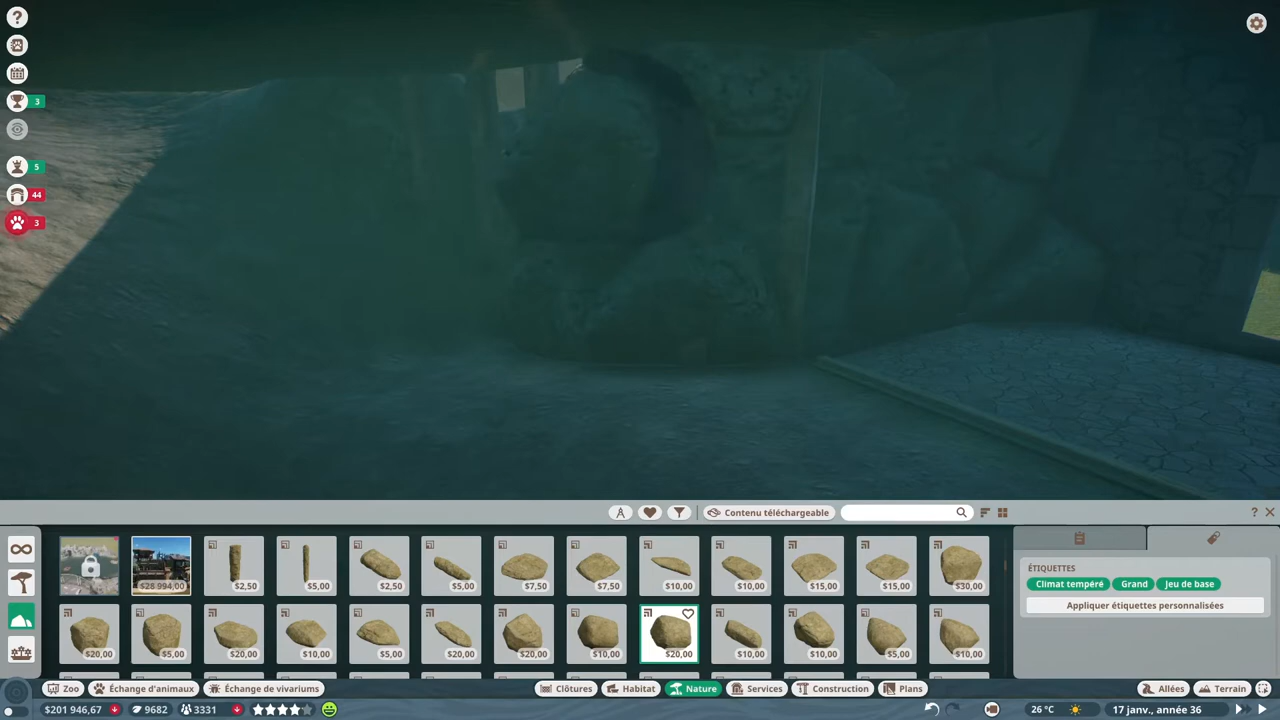 ?
3
5
44
3
Contenu téléchargeable
? ×
$28 994,00 $2,50 $5,00 $2,50 $5,00 $7,50 $7,50 $10,00 $10,00 $15,00 $15,00 $30,00
ÉTIQUETTES
Climat tempéré Grand Jeu de base
Appliquer étiquettes personnalisées
$20,00 $5,00 $20,00 $10,00 $5,00 $20,00 $20,00 $10,00 $20,00 $10,00 $10,00 $5,00 $10,00
Zoo Échange d'animaux Échange de vivariums Clôtures Habitat Nature Services Construction Plans Allées Terrain
$201 946,67 9682 3331 26 °C 17 janv., année 36